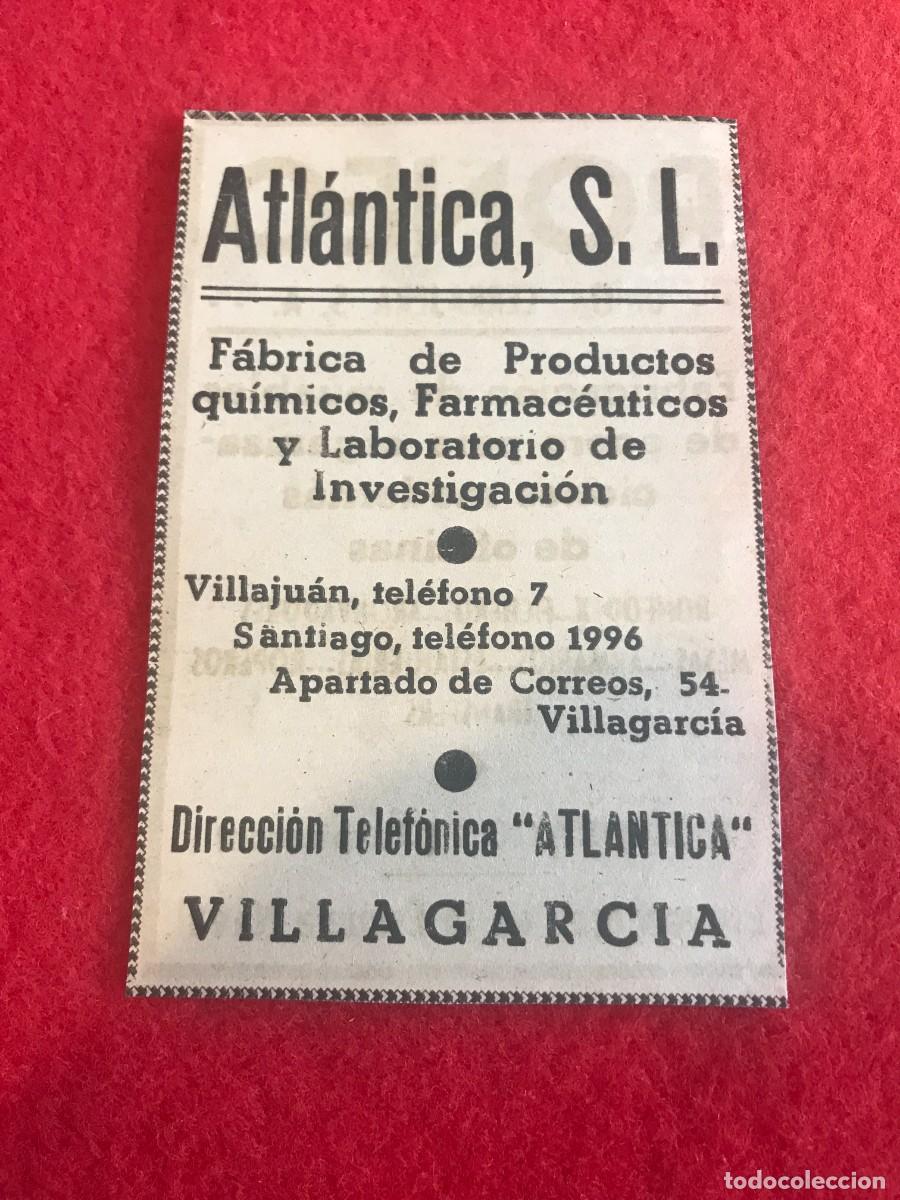 Atlántica, S. L.
Fábrica de Productos
químicos, Farmacéuticos
y Laboratorio de
Investigación
Villajuán, teléfono 7
Santiago, teléfono 1996
Apartado de Correos, 54-
Villagarcía
Dirección Telefónica "ATLANTICA"
VILLAGARCIA
todocoleccion